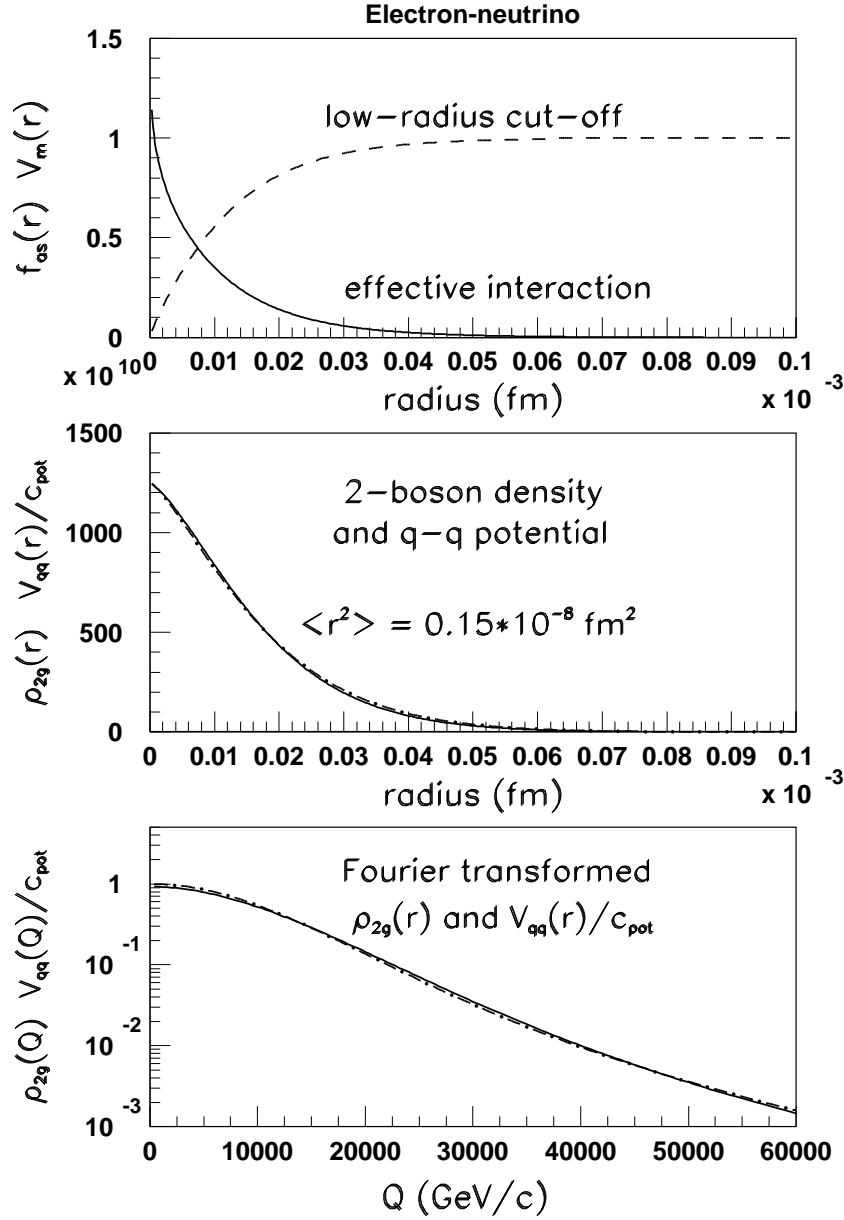 Electron-neutrino
f_as(r) V_m(r)
1.5
1
0.5
0
low-radius cut-off
effective interaction
0 0.01 0.02 0.03 0.04 0.05 0.06 0.07 0.08 0.09 0.1
x 10^-3
radius (fm)
x 10^10
ρ_2g(r) V_qq(r)/c_pot
1500
1000
500
0
2-boson density
and q-q potential
<r²> = 0.15*10⁻⁸ fm²
0 0.01 0.02 0.03 0.04 0.05 0.06 0.07 0.08 0.09 0.1
x 10^-3
radius (fm)
ρ_2g(Q) V_qq(Q)/c_pot
1
10^-1
10^-2
10^-3
Fourier transformed
ρ_2g(r) and V_qq(r)/c_pot
0 10000 20000 30000 40000 50000 60000
Q (GeV/c)